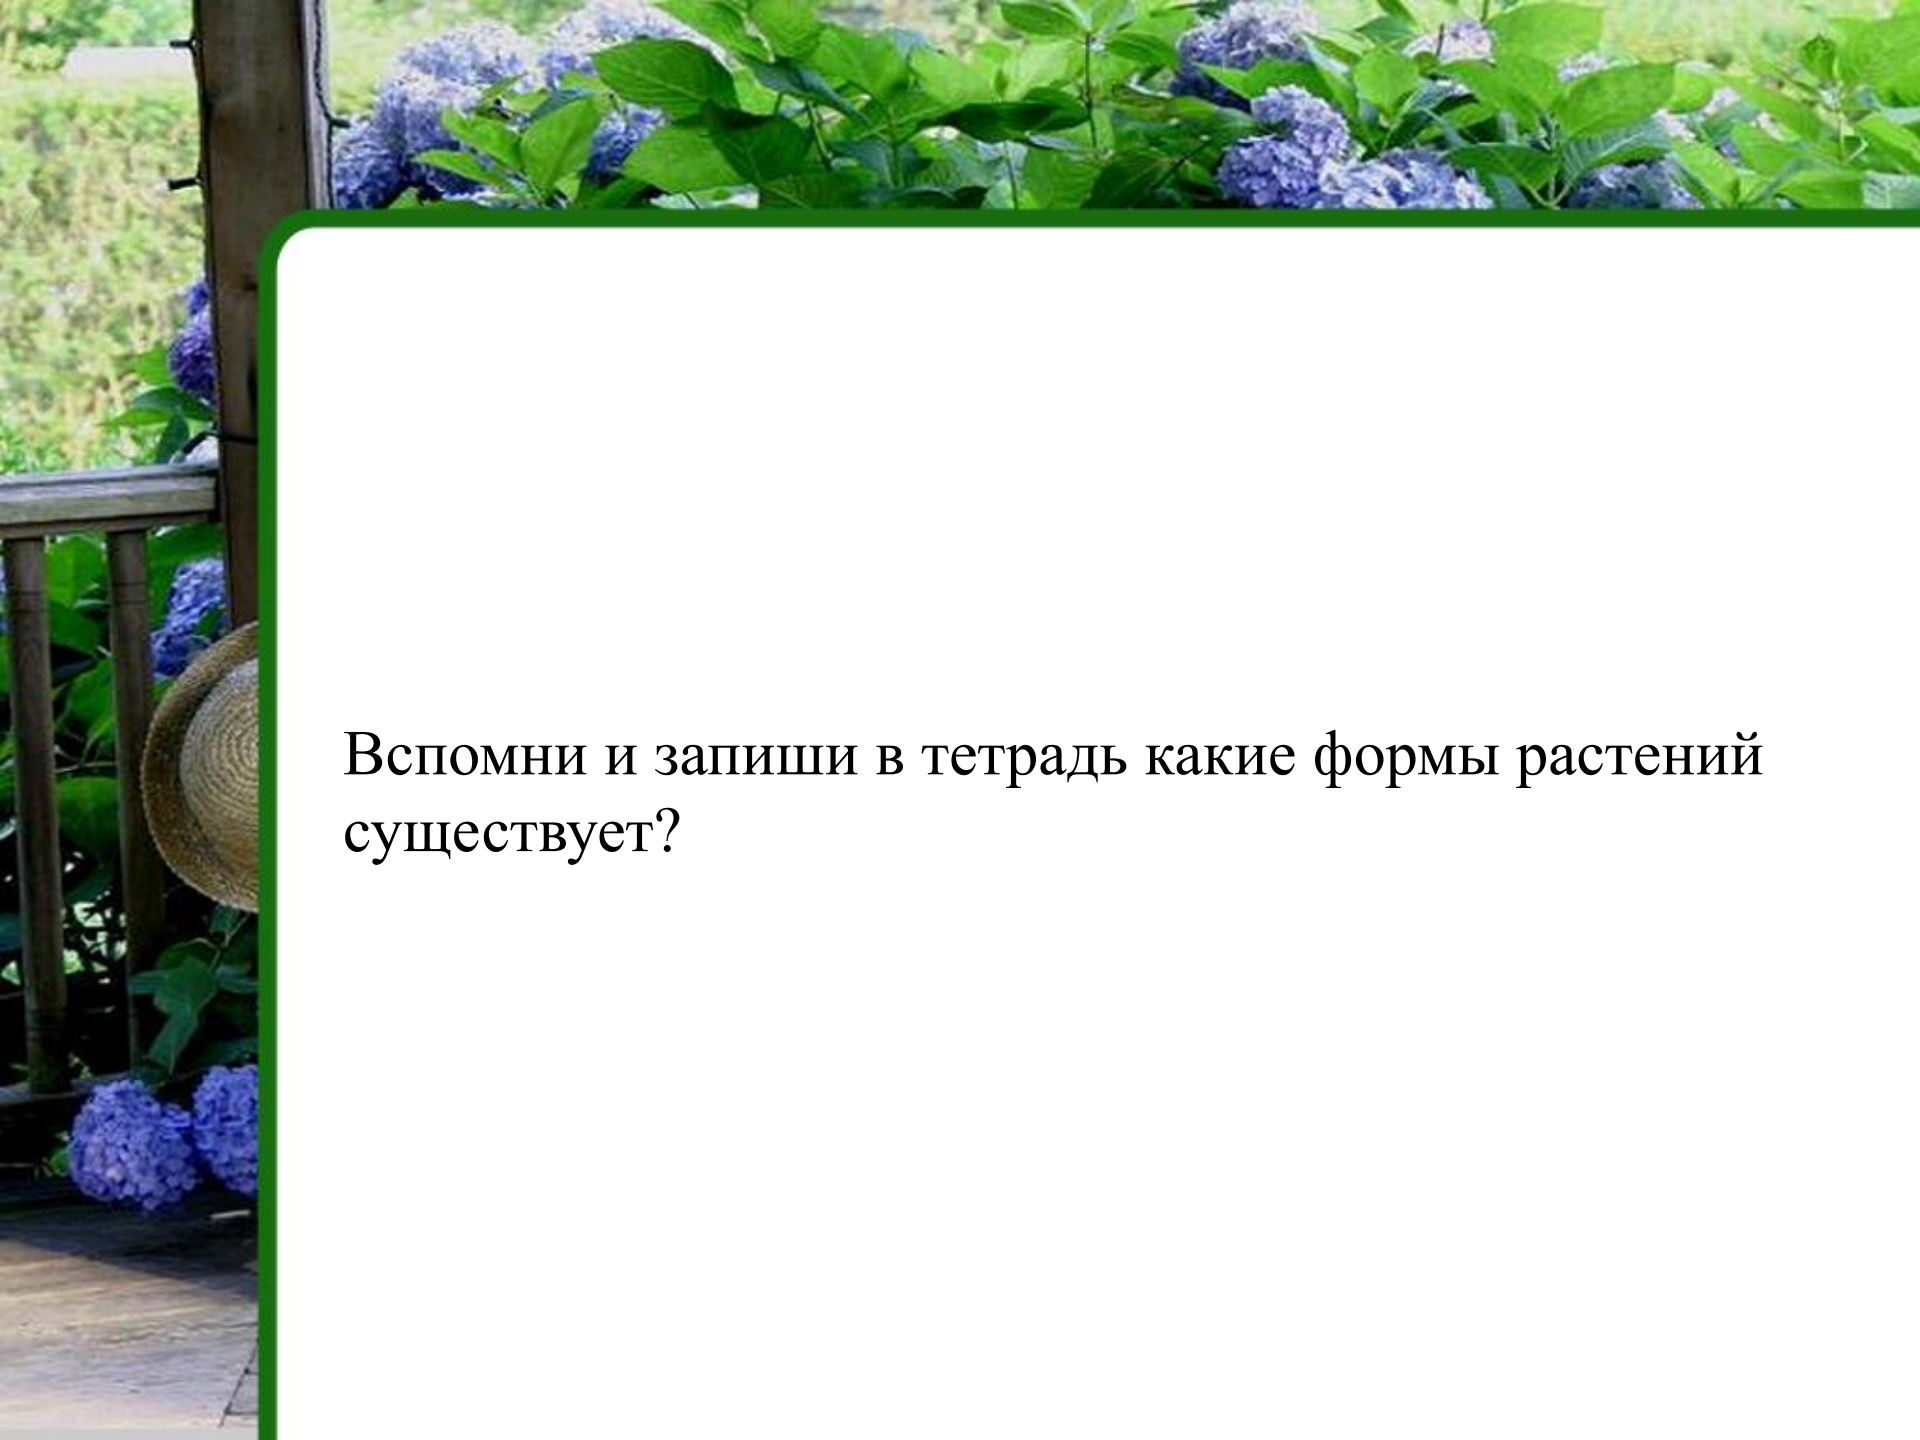 Вспомни и запиши в тетрадь какие формы растений
существует?